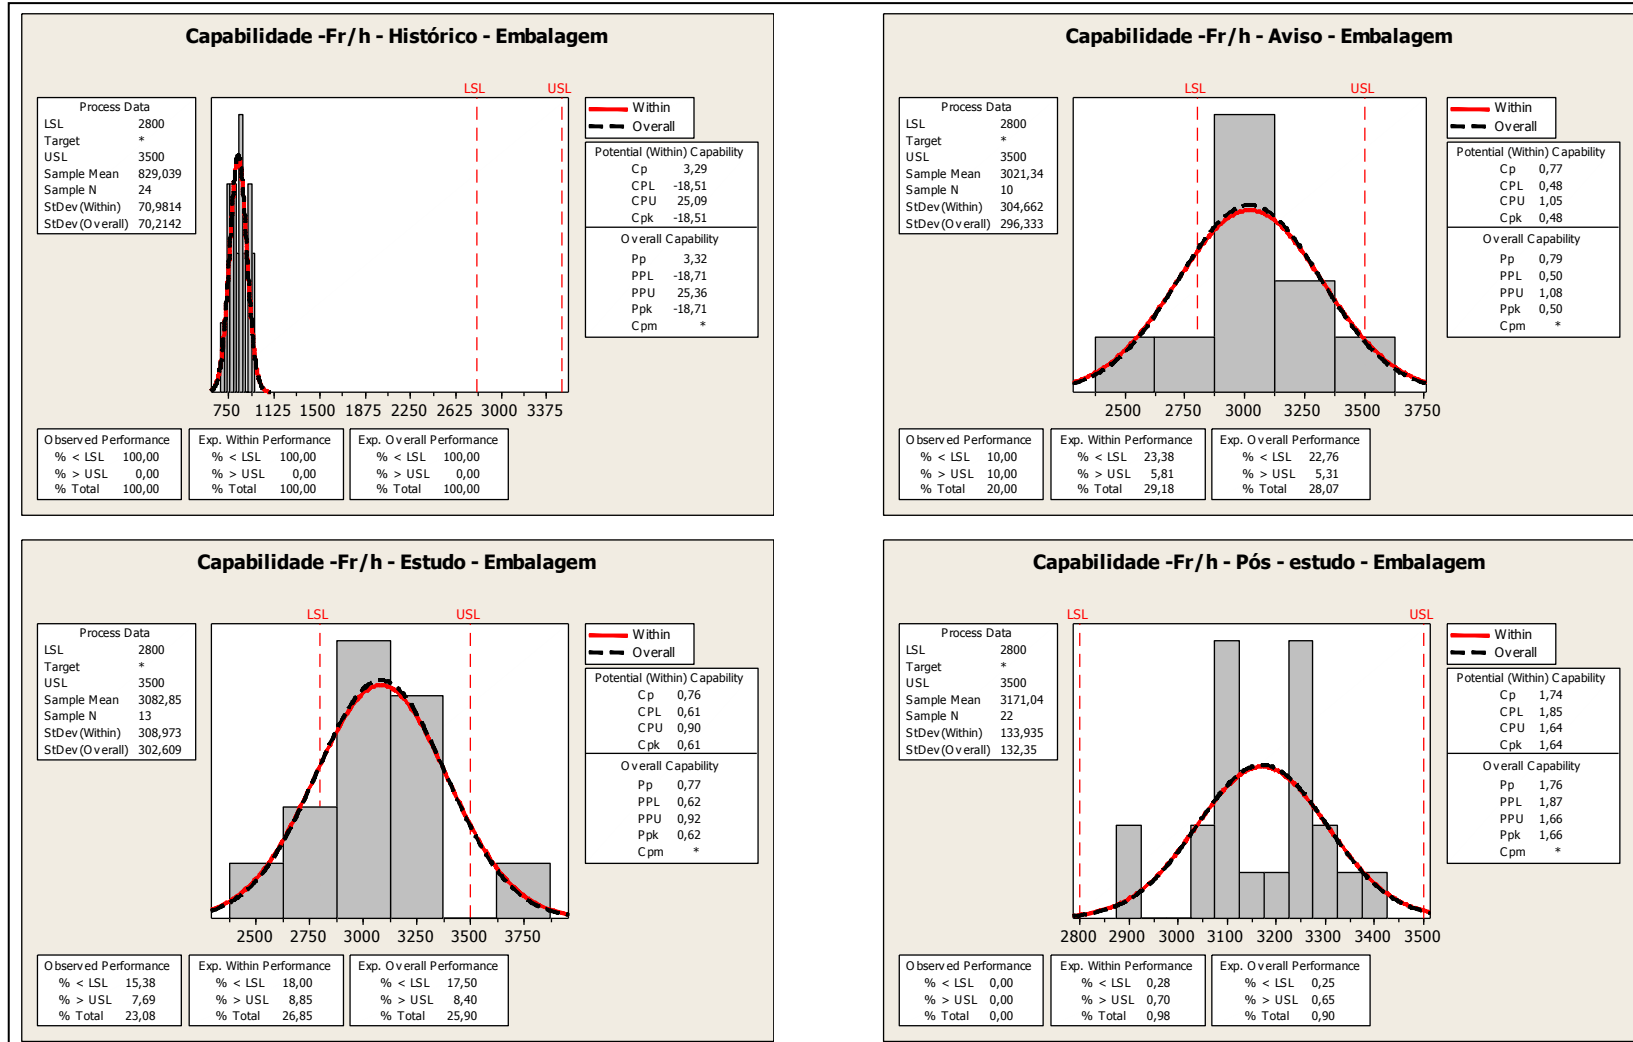 Capabilidade -Fr/h - Histórico - Embalagem
LSL USL
Process Data
LSL 2800
Target *
USL 3500
Sample Mean 829,039
Sample N 24
StDev(Within) 70,9814
StDev(Overall) 70,2142
Within
Overall
Potential (Within) Capability
Cp 3,29
CPL -18,51
CPU 25,09
Cpk -18,51
Overall Capability
Pp 3,32
PPL -18,71
PPU 25,36
Ppk -18,71
Cpm *
750 1125 1500 1875 2250 2625 3000 3375
Observed Performance
% < LSL 100,00
% > USL 0,00
% Total 100,00
Exp. Within Performance
% < LSL 100,00
% > USL 0,00
% Total 100,00
Exp. Overall Performance
% < LSL 100,00
% > USL 0,00
% Total 100,00
Capabilidade -Fr/h - Aviso - Embalagem
LSL USL
Process Data
LSL 2800
Target *
USL 3500
Sample Mean 3021,34
Sample N 10
StDev(Within) 304,662
StDev(Overall) 296,333
Within
Overall
Potential (Within) Capability
Cp 0,77
CPL 0,48
CPU 1,05
Cpk 0,48
Overall Capability
Pp 0,79
PPL 0,50
PPU 1,08
Ppk 0,50
Cpm *
2500 2750 3000 3250 3500 3750
Observed Performance
% < LSL 10,00
% > USL 10,00
% Total 20,00
Exp. Within Performance
% < LSL 23,38
% > USL 5,81
% Total 29,18
Exp. Overall Performance
% < LSL 22,76
% > USL 5,31
% Total 28,07
Capabilidade -Fr/h - Estudo - Embalagem
LSL USL
Process Data
LSL 2800
Target *
USL 3500
Sample Mean 3082,85
Sample N 13
StDev(Within) 308,973
StDev(Overall) 302,609
Within
Overall
Potential (Within) Capability
Cp 0,76
CPL 0,61
CPU 0,90
Cpk 0,61
Overall Capability
Pp 0,77
PPL 0,62
PPU 0,92
Ppk 0,62
Cpm *
2500 2750 3000 3250 3500 3750
Observed Performance
% < LSL 15,38
% > USL 7,69
% Total 23,08
Exp. Within Performance
% < LSL 18,00
% > USL 8,85
% Total 26,85
Exp. Overall Performance
% < LSL 17,50
% > USL 8,40
% Total 25,90
Capabilidade -Fr/h - Pós - estudo - Embalagem
LSL USL
Process Data
LSL 2800
Target *
USL 3500
Sample Mean 3171,04
Sample N 22
StDev(Within) 133,935
StDev(Overall) 132,35
Within
Overall
Potential (Within) Capability
Cp 1,74
CPL 1,85
CPU 1,64
Cpk 1,64
Overall Capability
Pp 1,76
PPL 1,87
PPU 1,66
Ppk 1,66
Cpm *
2800 2900 3000 3100 3200 3300 3400 3500
Observed Performance
% < LSL 0,00
% > USL 0,00
% Total 0,00
Exp. Within Performance
% < LSL 0,28
% > USL 0,70
% Total 0,98
Exp. Overall Performance
% < LSL 0,25
% > USL 0,65
% Total 0,90